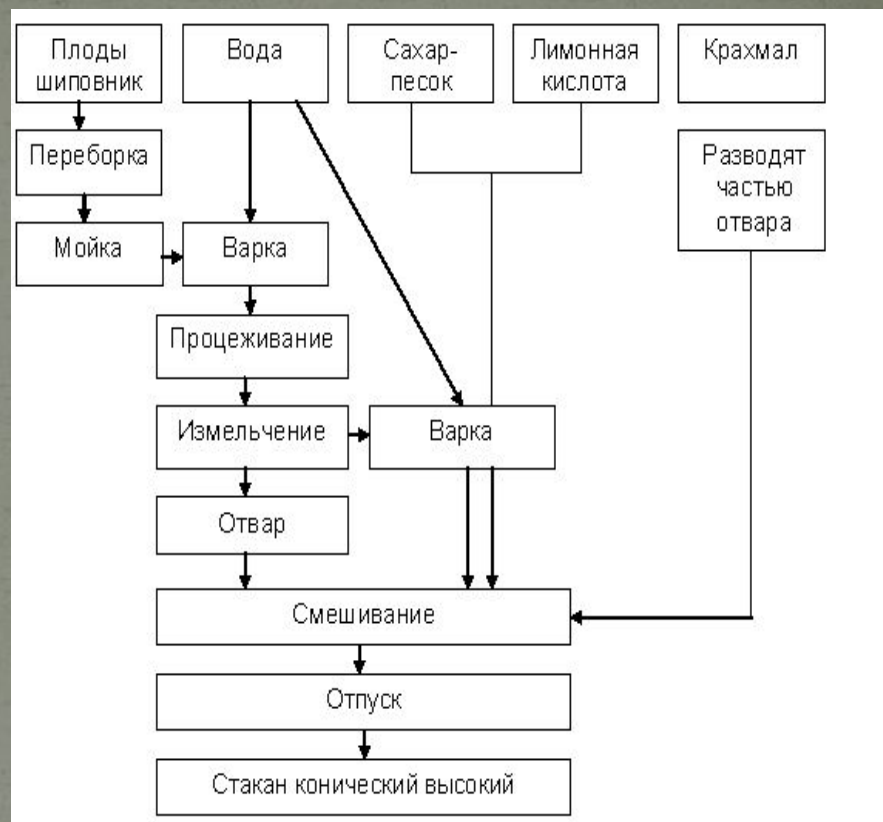 Плоды
шиповник
Вода
Сахар-
песок
Лимонная
кислота
Крахмал
Переборка
Разводят
частью
отвара
Мойка
Варка
Процеживание
Измельчение
Варка
Отвар
Смешивание
Отпуск
Стакан конический высокий